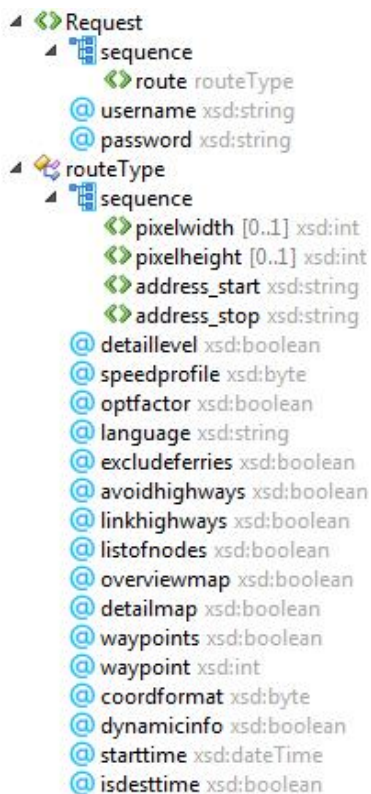 Request
sequence
route routeType
@ username xsd:string
@ password xsd:string
routeType
sequence
pixelwidth [0..1] xsd:int
pixelheight [0..1] xsd:int
address_start xsd:string
address_stop xsd:string
@ detaillevel xsd:boolean
@ speedprofile xsd:byte
@ optfactor xsd:boolean
@ language xsd:string
@ excludeferries xsd:boolean
@ avoidhighways xsd:boolean
@ linkhighways xsd:boolean
@ listofnodes xsd:boolean
@ overviewmap xsd:boolean
@ detailmap xsd:boolean
@ waypoints xsd:boolean
@ waypoint xsd:int
@ coordformat xsd:byte
@ dynamicinfo xsd:boolean
@ starttime xsd:dateTime
@ isdesttime xsd:boolean